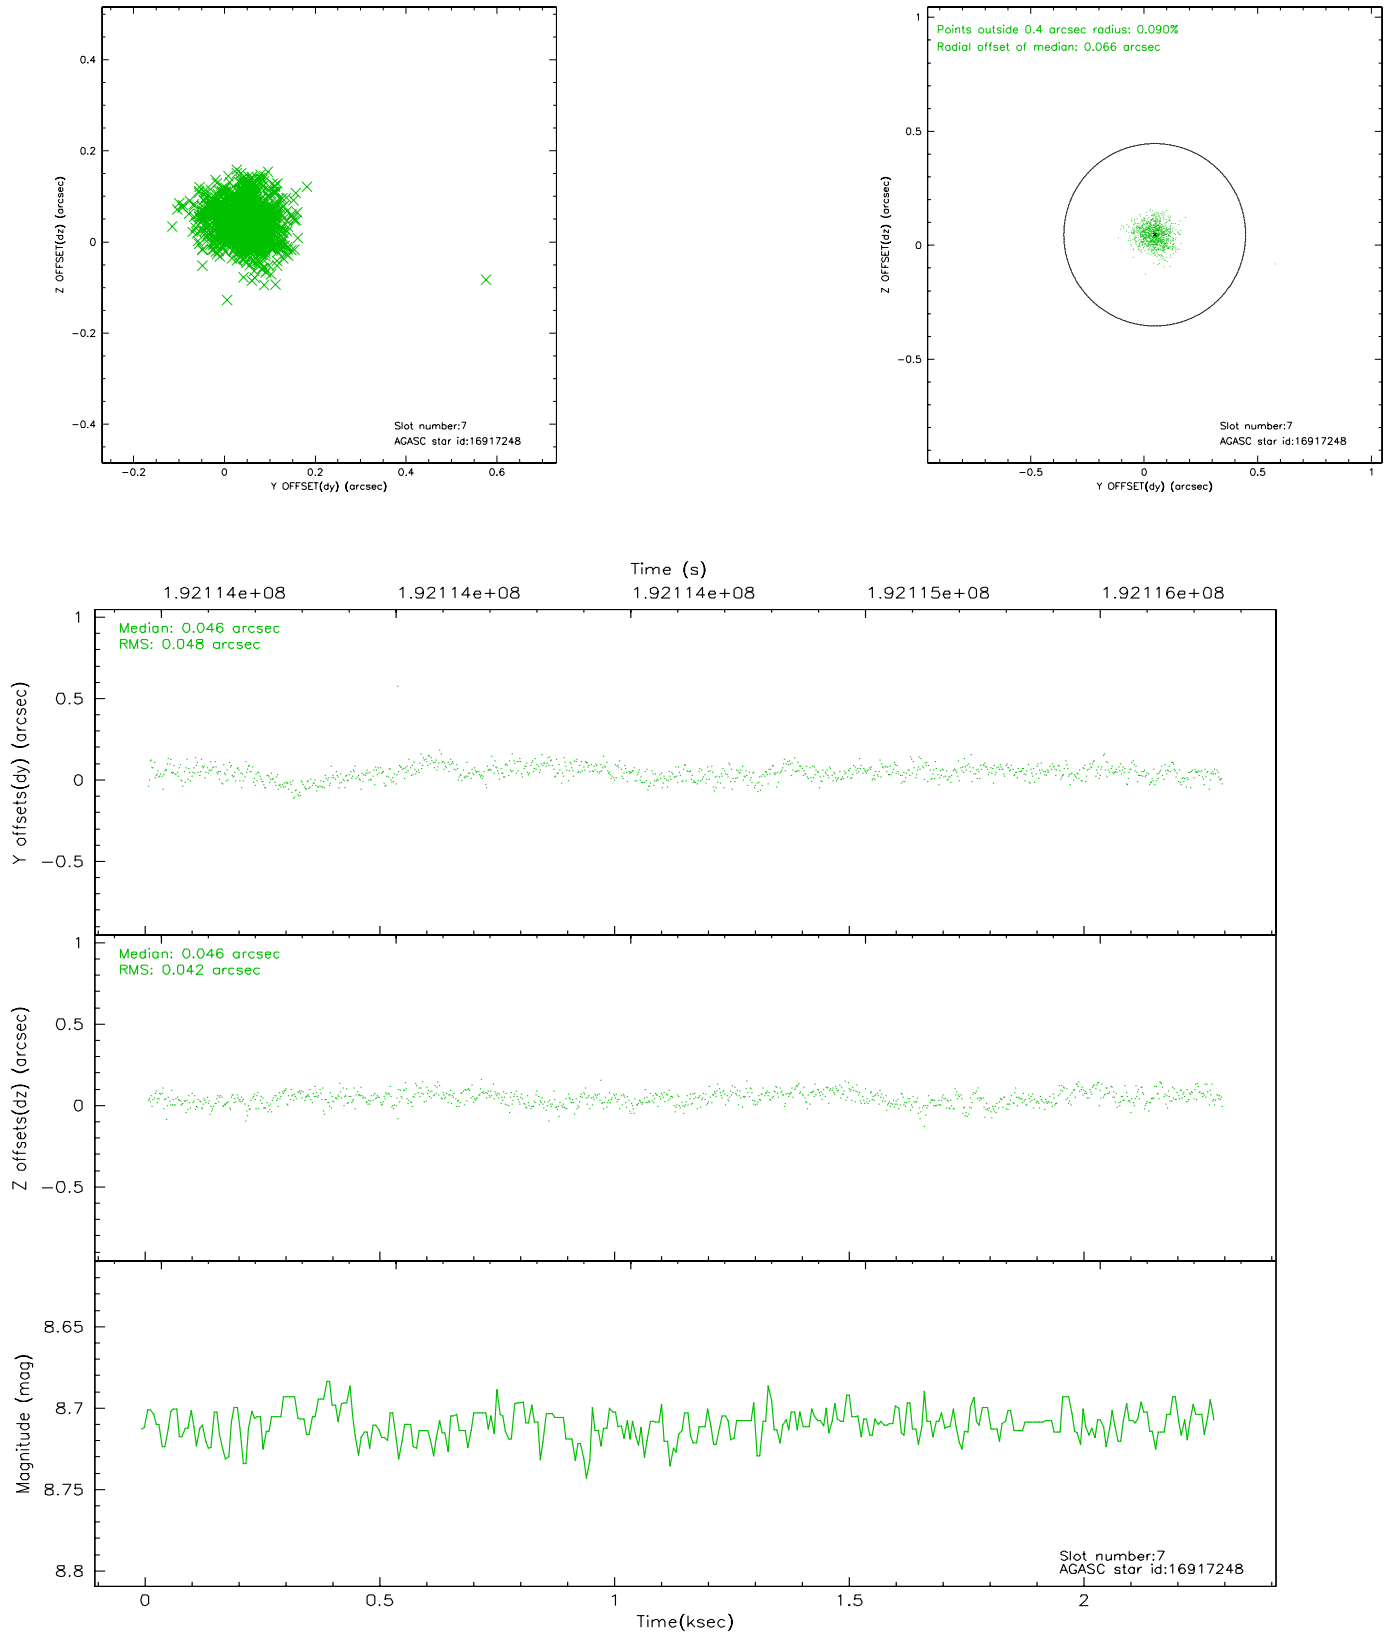 0.4
0.2
0
−0.2
−0.4
Z OFFSET(dz) (arcsec)
Slot number:7
AGASC star id:16917248
−0.2 0 0.2 0.4 0.6
Y OFFSET(dy) (arcsec)
Points outside 0.4 arcsec radius: 0.090%
Radial offset of median: 0.066 arcsec
1
0.5
0
−0.5
Z OFFSET(dz) (arcsec)
Slot number:7
AGASC star id:16917248
−0.5 0 0.5 1
Y OFFSET(dy) (arcsec)
Time (s)
1.92114e+08 1.92114e+08 1.92114e+08 1.92115e+08 1.92116e+08
Median: 0.046 arcsec
RMS: 0.048 arcsec
1
0.5
0
−0.5
Y offsets(dy) (arcsec)
Median: 0.046 arcsec
RMS: 0.042 arcsec
1
0.5
0
−0.5
Z offsets(dz) (arcsec)
8.65
8.7
8.75
8.8
Magnitude (mag)
Slot number:7
AGASC star id:16917248
0 0.5 1 1.5 2
Time(ksec)